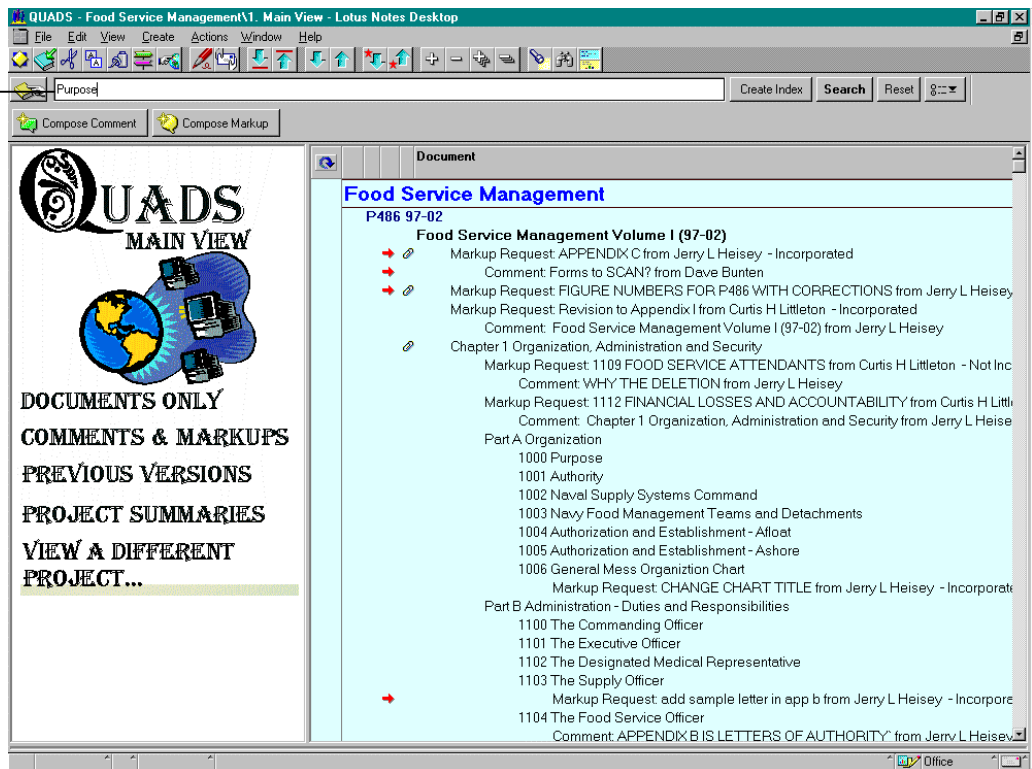 QUADS - Food Service Management\1. Main View - Lotus Notes Desktop
File Edit View Create Actions Window Help
Purpose
Create Index Search Reset
Compose Comment Compose Markup
QUADS
MAIN VIEW
DOCUMENTS ONLY
COMMENTS & MARKUPS
PREVIOUS VERSIONS
PROJECT SUMMARIES
VIEW A DIFFERENT
PROJECT...
Document
Food Service Management
P486 97-02
Food Service Management Volume I (97-02)
Markup Request: APPENDIX C from Jerry L Heisey - Incorporated
Comment: Forms to SCAN? from Dave Bunten
Markup Request: FIGURE NUMBERS FOR P486 WITH CORRECTIONS from Jerry L Heisey
Markup Request: Revision to Appendix I from Curtis H Littleton - Incorporated
Comment: Food Service Management Volume I (97-02) from Jerry L Heisey
Chapter 1 Organization, Administration and Security
Markup Request: 1109 FOOD SERVICE ATTENDANTS from Curtis H Littleton - Not Inc
Comment: WHY THE DELETION from Jerry L Heisey
Markup Request: 1112 FINANCIAL LOSSES AND ACCOUNTABILITY from Curtis H Little
Comment: Chapter 1 Organization, Administration and Security from Jerry L Heise
Part A Organization
1000 Purpose
1001 Authority
1002 Naval Supply Systems Command
1003 Navy Food Management Teams and Detachments
1004 Authorization and Establishment - Afloat
1005 Authorization and Establishment - Ashore
1006 General Mess Organiztion Chart
Markup Request: CHANGE CHART TITLE from Jerry L Heisey - Incorporate
Part B Administration - Duties and Responsibilities
1100 The Commanding Officer
1101 The Executive Officer
1102 The Designated Medical Representative
1103 The Supply Officer
Markup Request: add sample letter in app b from Jerry L Heisey - Incorpora
1104 The Food Service Officer
Comment: APPENDIX B IS LETTERS OF AUTHORITY` from Jerry L Heisey
Office